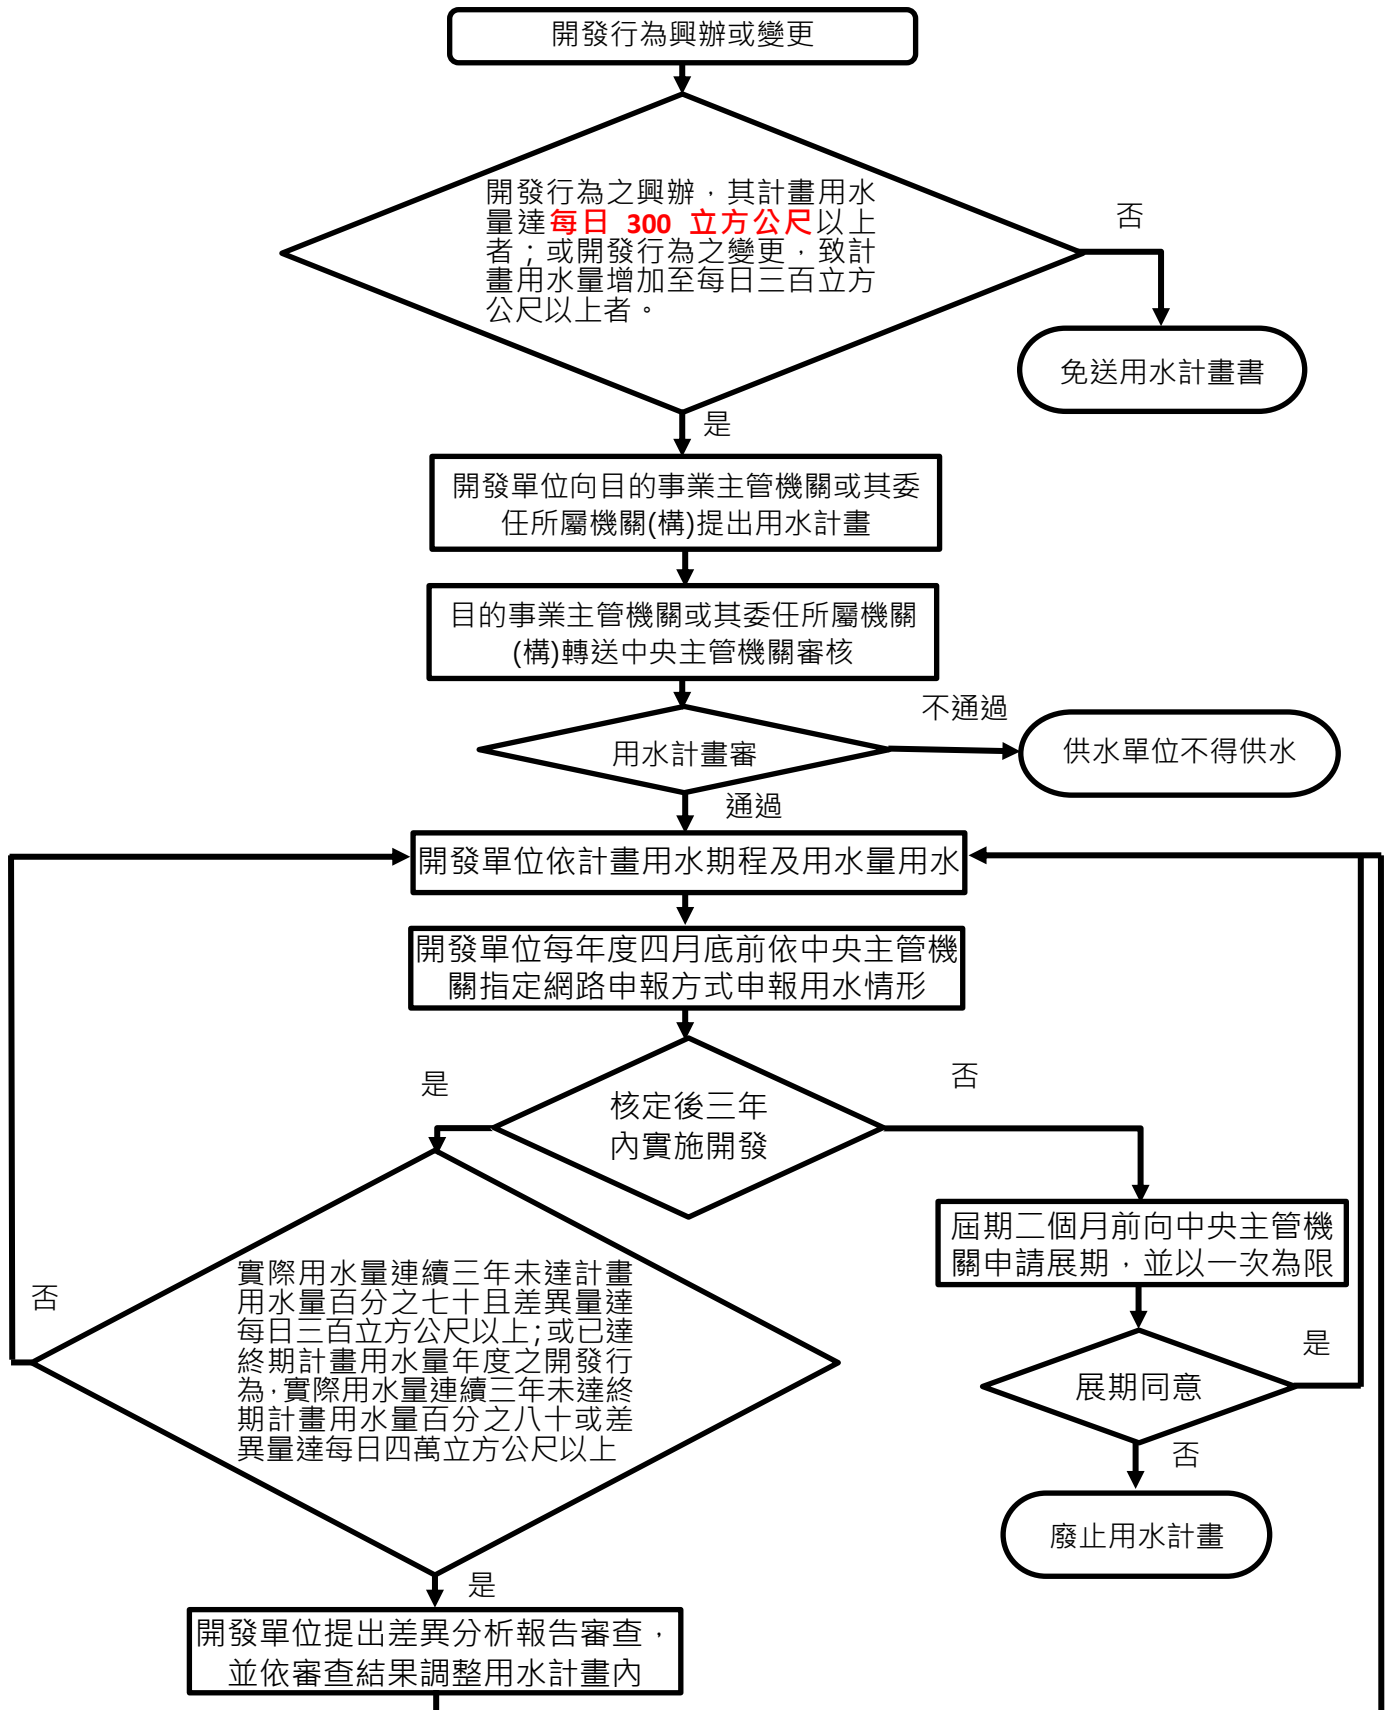 開發行為興辦或變更
開發行為之興辦，其計畫用水
量達每日 300 立方公尺以上
者；或開發行為之變更，致計
畫用水量增加至每日三百立方
公尺以上者。
否
免送用水計畫書
是
開發單位向目的事業主管機關或其委
任所屬機關(構)提出用水計畫
目的事業主管機關或其委任所屬機關
(構)轉送中央主管機關審核
不通過
用水計畫審
供水單位不得供水
通過
開發單位依計畫用水期程及用水量用水
開發單位每年度四月底前依中央主管機
關指定網路申報方式申報用水情形
是
否
核定後三年
內實施開發
屆期二個月前向中央主管機
關申請展期，並以一次為限
否
實際用水量連續三年未達計畫
用水量百分之七十且差異量達
每日三百立方公尺以上；或已達
終期計畫用水量年度之開發行
為，實際用水量連續三年未達終
期計畫用水量百分之八十或差
異量達每日四萬立方公尺以上
是
展期同意
否
廢止用水計畫
是
開發單位提出差異分析報告審查，
並依審查結果調整用水計畫內